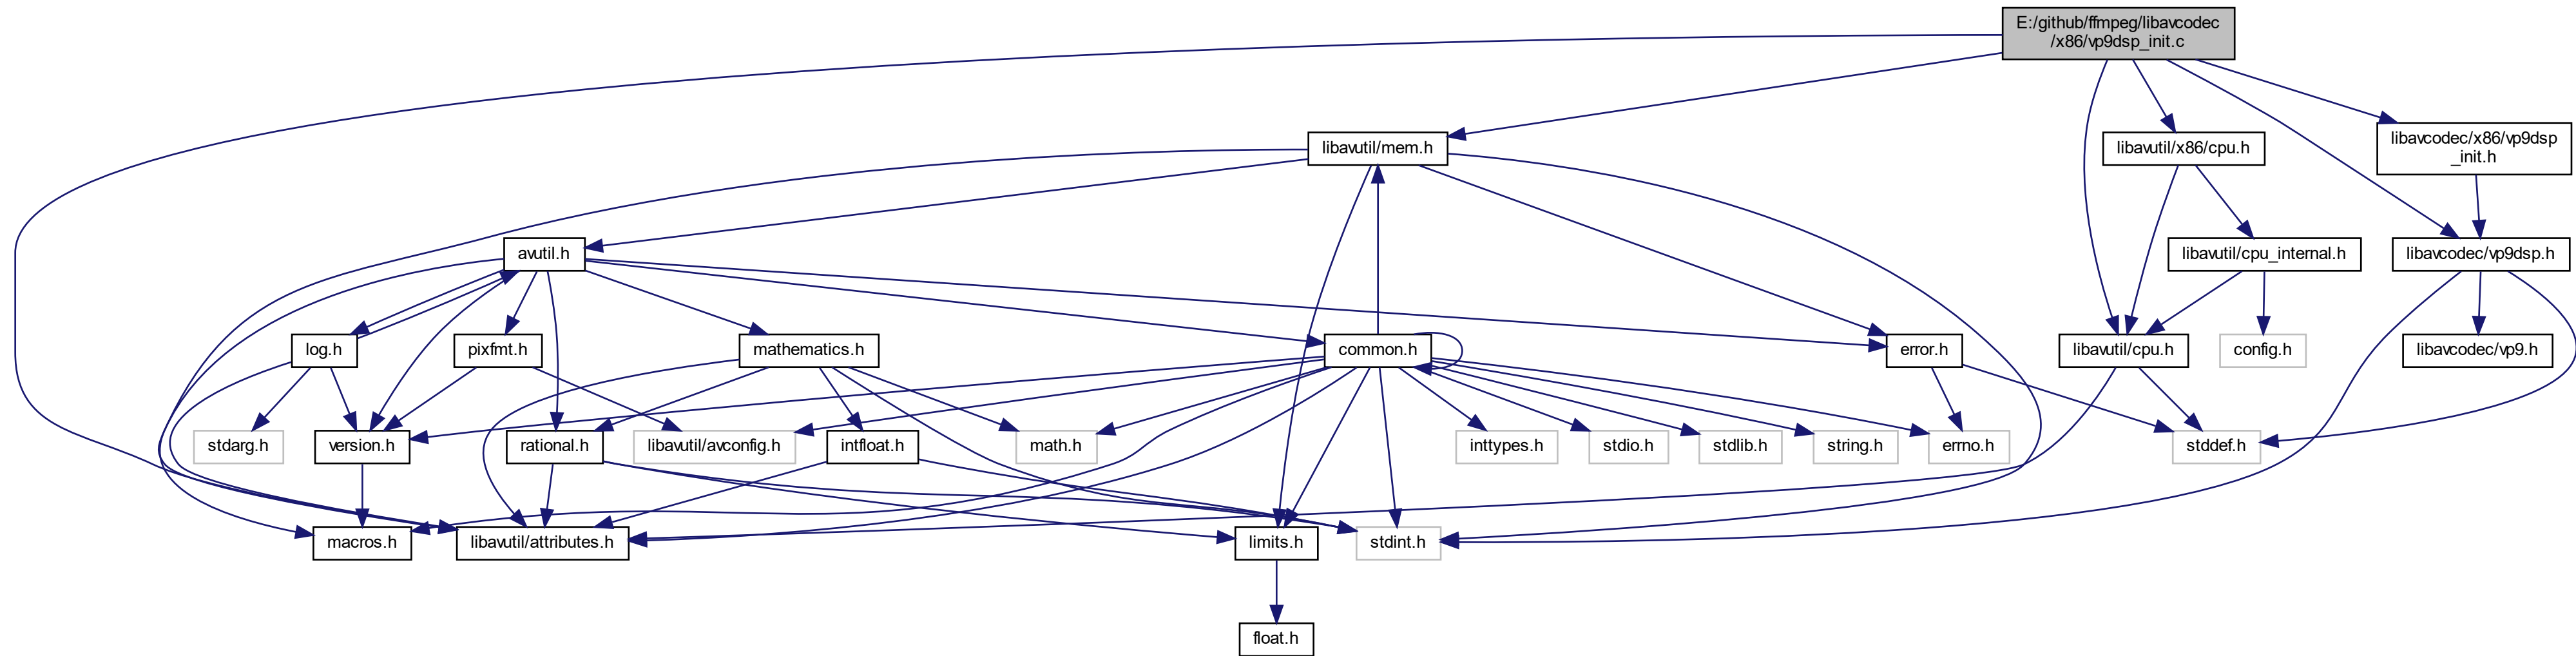 E:/github/ffmpeg/libavcodec
/x86/vp9dsp_init.c
libavutil/mem.h
libavutil/x86/cpu.h
libavcodec/x86/vp9dsp
_init.h
avutil.h
libavutil/cpu_internal.h
libavcodec/vp9dsp.h
log.h
pixfmt.h
mathematics.h
common.h
error.h
libavutil/cpu.h
config.h
libavcodec/vp9.h
stdarg.h
version.h
rational.h
libavutil/avconfig.h
intfloat.h
math.h
inttypes.h
stdio.h
stdlib.h
string.h
errno.h
stddef.h
macros.h
libavutil/attributes.h
limits.h
stdint.h
float.h